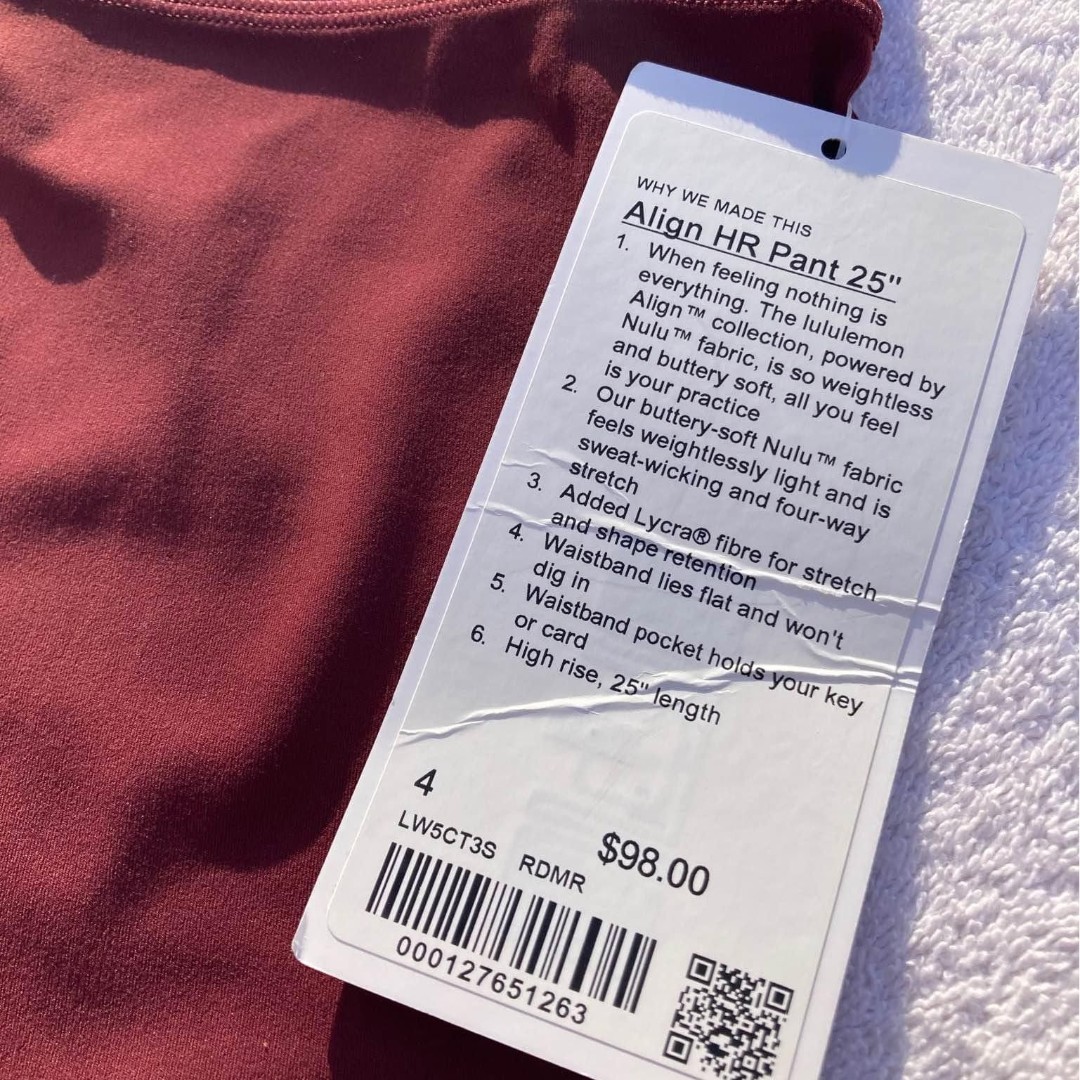 WHY WE MADE THIS
Align HR Pant 25"
1. When feeling nothing is
everything. The lululemon
Align™ collection, powered by
Nulu™ fabric, is so weightless
and buttery soft, all you feel
is your practice
2. Our buttery-soft Nulu™ fabric
feels weightlessly light and is
sweat-wicking and four-way
stretch
3. Added Lycra® fibre for stretch
and shape retention
4. Waistband lies flat and won't
dig in
5. Waistband pocket holds your key
or card
6. High rise, 25" length
4
LW5CT3S RDMR
$98.00
000127651263